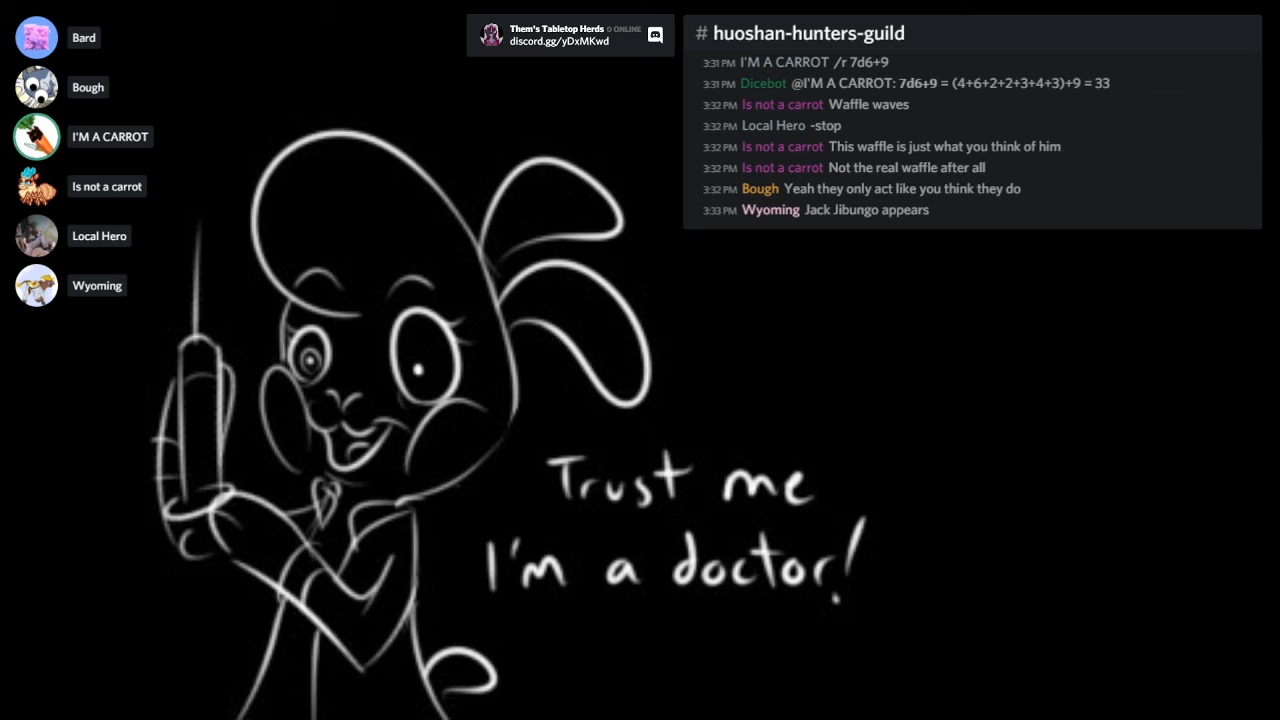 Bard
Bough
I'M A CARROT
Is not a carrot
Local Hero
Wyoming
Them's Tabletop Herds 0 ONLINE
discord.gg/yDxMKwd
# huoshan-hunters-guild
3:31 PM I'M A CARROT /r 7d6+9
3:31 PM Dicebot @I'M A CARROT: 7d6+9 = (4+6+2+2+3+4+3)+9 = 33
3:32 PM Is not a carrot Waffle waves
3:32 PM Local Hero -stop
3:32 PM Is not a carrot This waffle is just what you think of him
3:32 PM Is not a carrot Not the real waffle after all
3:32 PM Bough Yeah they only act like you think they do
3:33 PM Wyoming Jack Jibungo appears
Trust me
I'm a doctor!